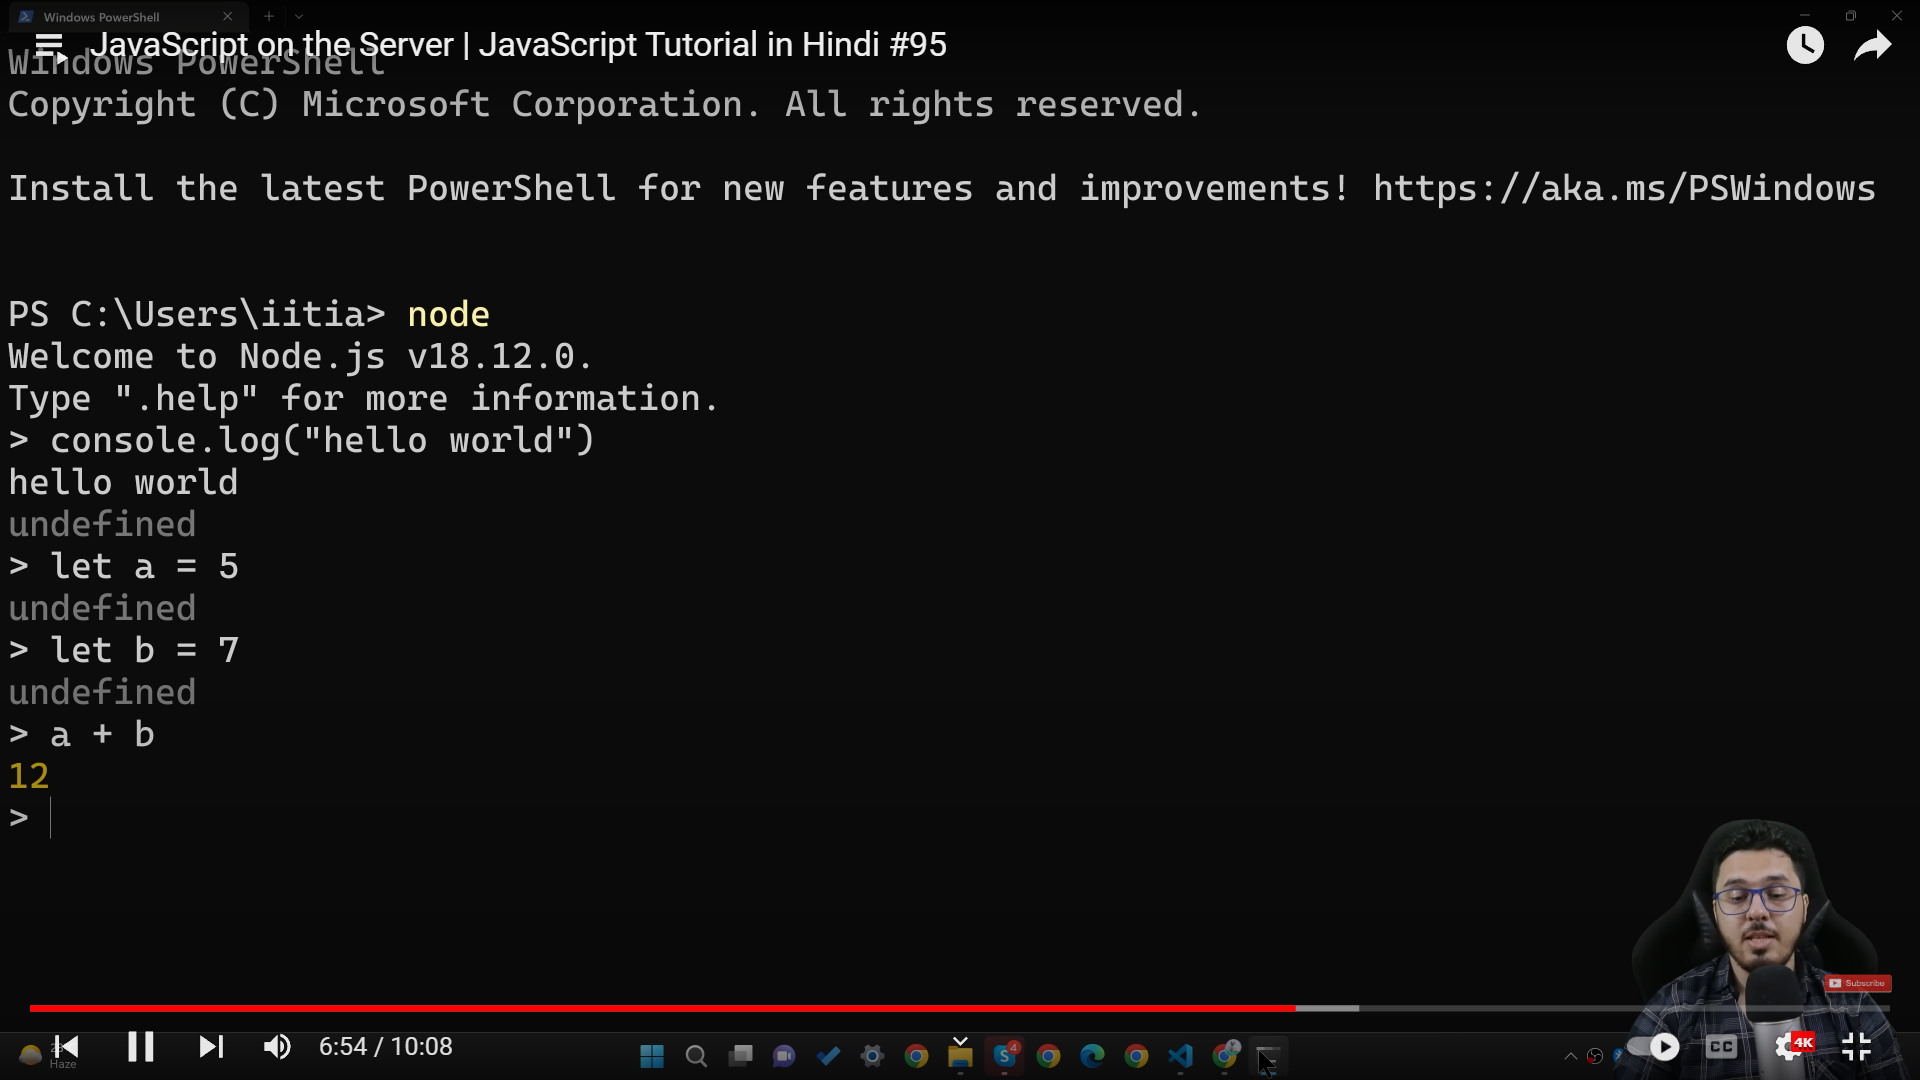 Windows PowerShell
JavaScript on the Server | JavaScript Tutorial in Hindi #95
Windows PowerShell
Copyright (C) Microsoft Corporation. All rights reserved.
Install the latest PowerShell for new features and improvements! https://aka.ms/PSWindows
PS C:\Users\iitia> node
Welcome to Node.js v18.12.0.
Type ".help" for more information.
> console.log("hello world")
hello world
undefined
> let a = 5
undefined
> let b = 7
undefined
> a + b
12
>
Subscribe
6:54 / 10:08
Haze
4
CC
4K